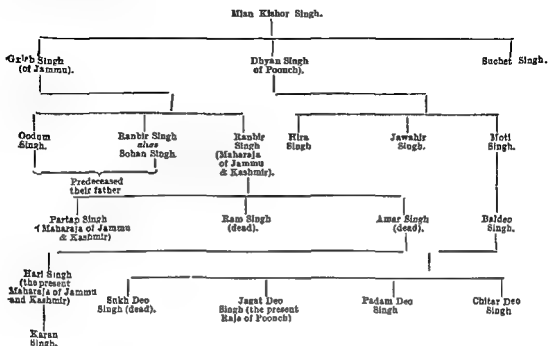 Mian Kishor Singh.
Gulab Singh
(of Jammu).
Dhyan Singh
of Poonch).
Suchet Singh.
Oodum
Singh.
Ranbir Singh
alias
Sohan Singh.
Ranbir
Singh
(Maharaja
of Jammu
& Kashmir).
Hira
Singh
Jawahir
Singh.
Moti
Singh.
Predeceased
their father
Partap Singh
(Maharaja of Jammu
& Kashmir)
Ram Singh
(dead).
Amar Singh
(dead).
Baldeo
Singh.
Hari Singh
(the present
Maharaja of Jammu
and Kashmir)
Sukh Deo
Singh (dead).
Jagat Deo
Singh (the present
Raja of Poonch)
Padam Deo
Singh
Chitar Deo
Singh
Karan
Singh.